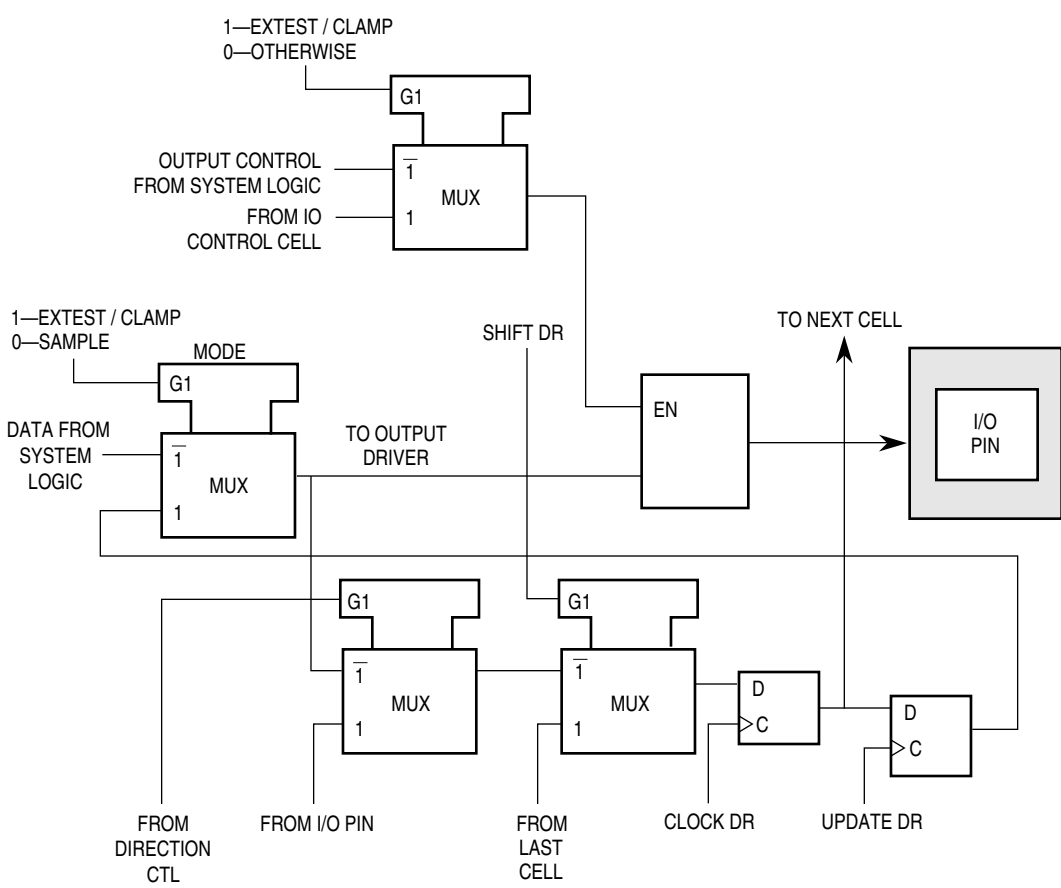 1—EXTEST / CLAMP
0—OTHERWISE
G1
OUTPUT CONTROL
FROM SYSTEM LOGIC
1
MUX
FROM IO
CONTROL CELL
1
1—EXTEST / CLAMP
0—SAMPLE
MODE
G1
SHIFT DR
TO NEXT CELL
DATA FROM
SYSTEM
LOGIC
1
MUX
1
TO OUTPUT
DRIVER
EN
I/O
PIN
G1
1
MUX
1
G1
1
MUX
1
D
C
D
C
FROM
DIRECTION
CTL
FROM I/O PIN
FROM
LAST
CELL
CLOCK DR
UPDATE DR